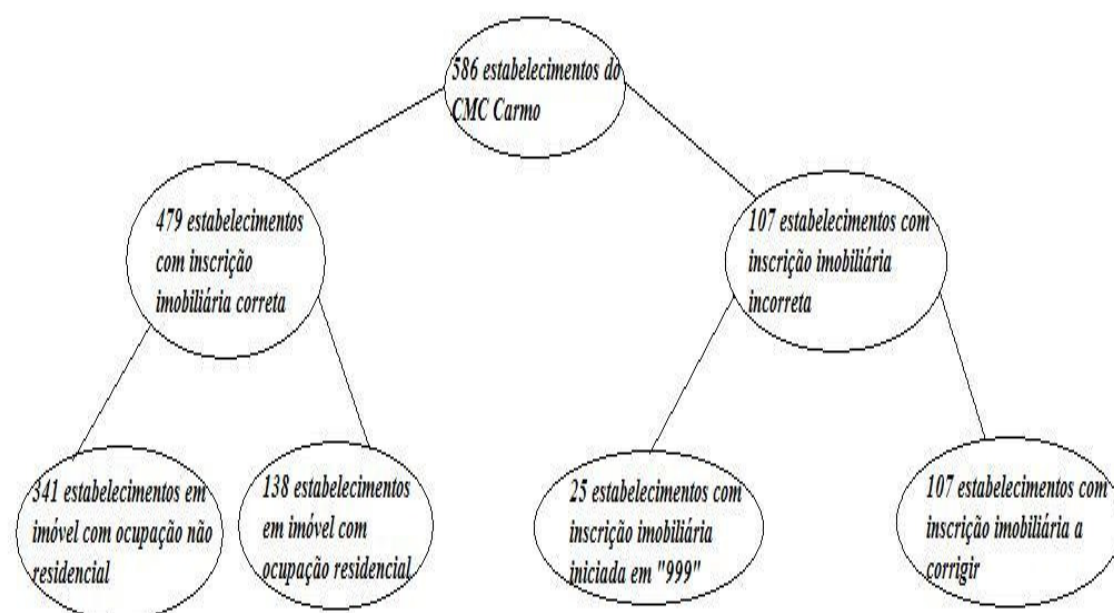 586 estabelecimentos do
CMC Carmo
479 estabelecimentos
com inscrição
imobiliária correta
107 estabelecimentos com
inscrição imobiliária
incorreta
341 estabelecimentos em
imóvel com ocupação não
residencial
138 estabelecimentos
em imóvel com
ocupação residencial
25 estabelecimentos com
inscrição imobiliária
iniciada em "999"
107 estabelecimentos com
inscrição imobiliária a
corrigir